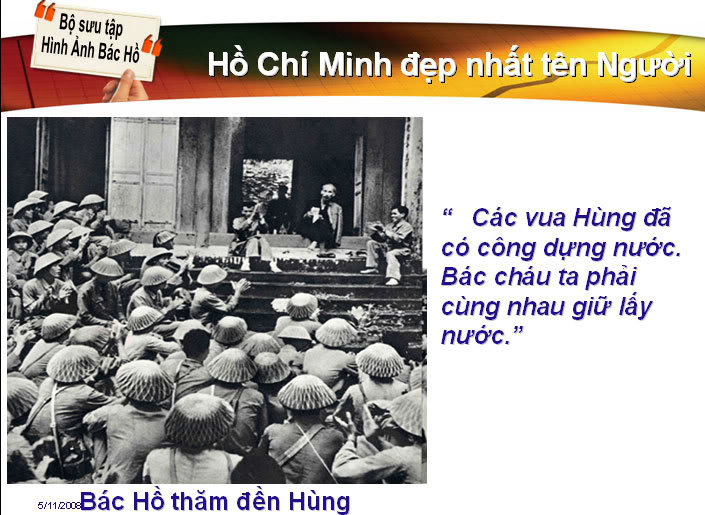 Bộ sưu tập
Hình Ảnh Bác Hồ
Hồ Chí Minh đẹp nhất tên Người
“ Các vua Hùng đã
có công dựng nước.
Bác cháu ta phải
cùng nhau giữ lấy
nước.”
5/11/2008
Bác Hồ thăm đền Hùng